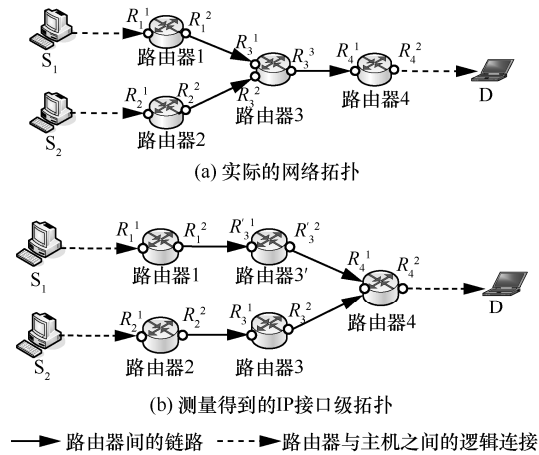 R₁¹ R₁² R₃¹ R₃³ R₄¹ R₄²
S₁ 路由器1
R₂¹ R₂² R₃² 路由器3 路由器4 D
S₂ 路由器2
(a) 实际的网络拓扑
R₁¹ R₁² R'₃¹ R'₃²
S₁ 路由器1 路由器3′ R₄¹ R₄²
R₂¹ R₂² R₃¹ R₃² 路由器4 D
S₂ 路由器2 路由器3
(b) 测量得到的IP接口级拓扑
路由器间的链路 路由器与主机之间的逻辑连接